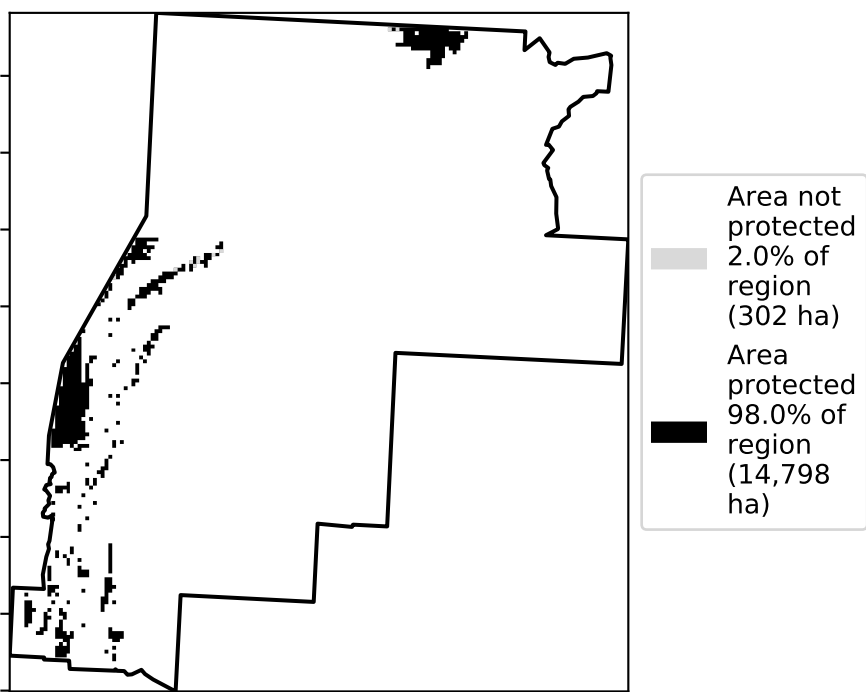 Area not
protected
2.0% of
region
(302 ha)
Area
protected
98.0% of
region
(14,798
ha)